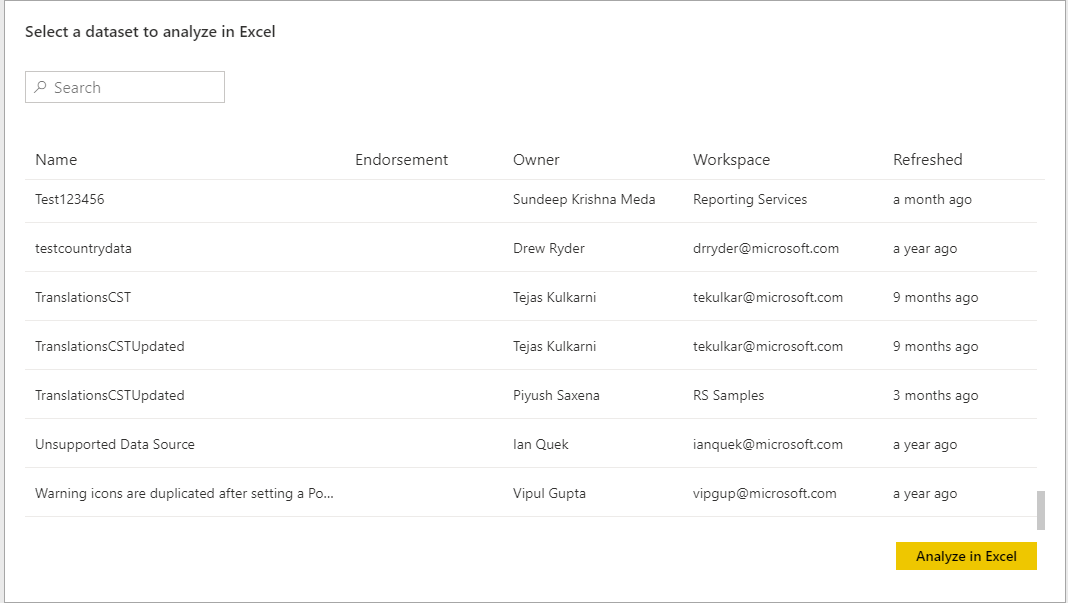 Select a dataset to analyze in Excel
Search
Name Endorsement Owner Workspace Refreshed
Test123456 Sundeep Krishna Meda Reporting Services a month ago
testcountrydata Drew Ryder drryder@microsoft.com a year ago
TranslationsCST Tejas Kulkarni tekulkar@microsoft.com 9 months ago
TranslationsCSTUpdated Tejas Kulkarni tekulkar@microsoft.com 9 months ago
TranslationsCSTUpdated Piyush Saxena RS Samples 3 months ago
Unsupported Data Source Ian Quek ianquek@microsoft.com a year ago
Warning icons are duplicated after setting a Po... Vipul Gupta vipgup@microsoft.com a year ago
Analyze in Excel